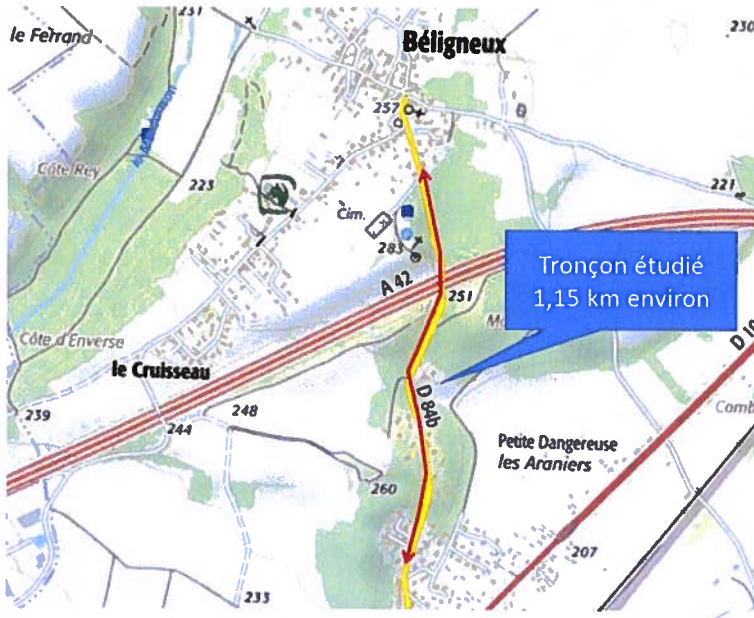 231
le Ferrand
Béligneux
230
257
Côte Rey
223
221
Cim.
283
A 42
251
Tronçon étudié
1,15 km environ
Côte d'Enverse
le Cruisseau
D 84b
239
248
244
Petite Dangereuse
les Araniers
260
207
233